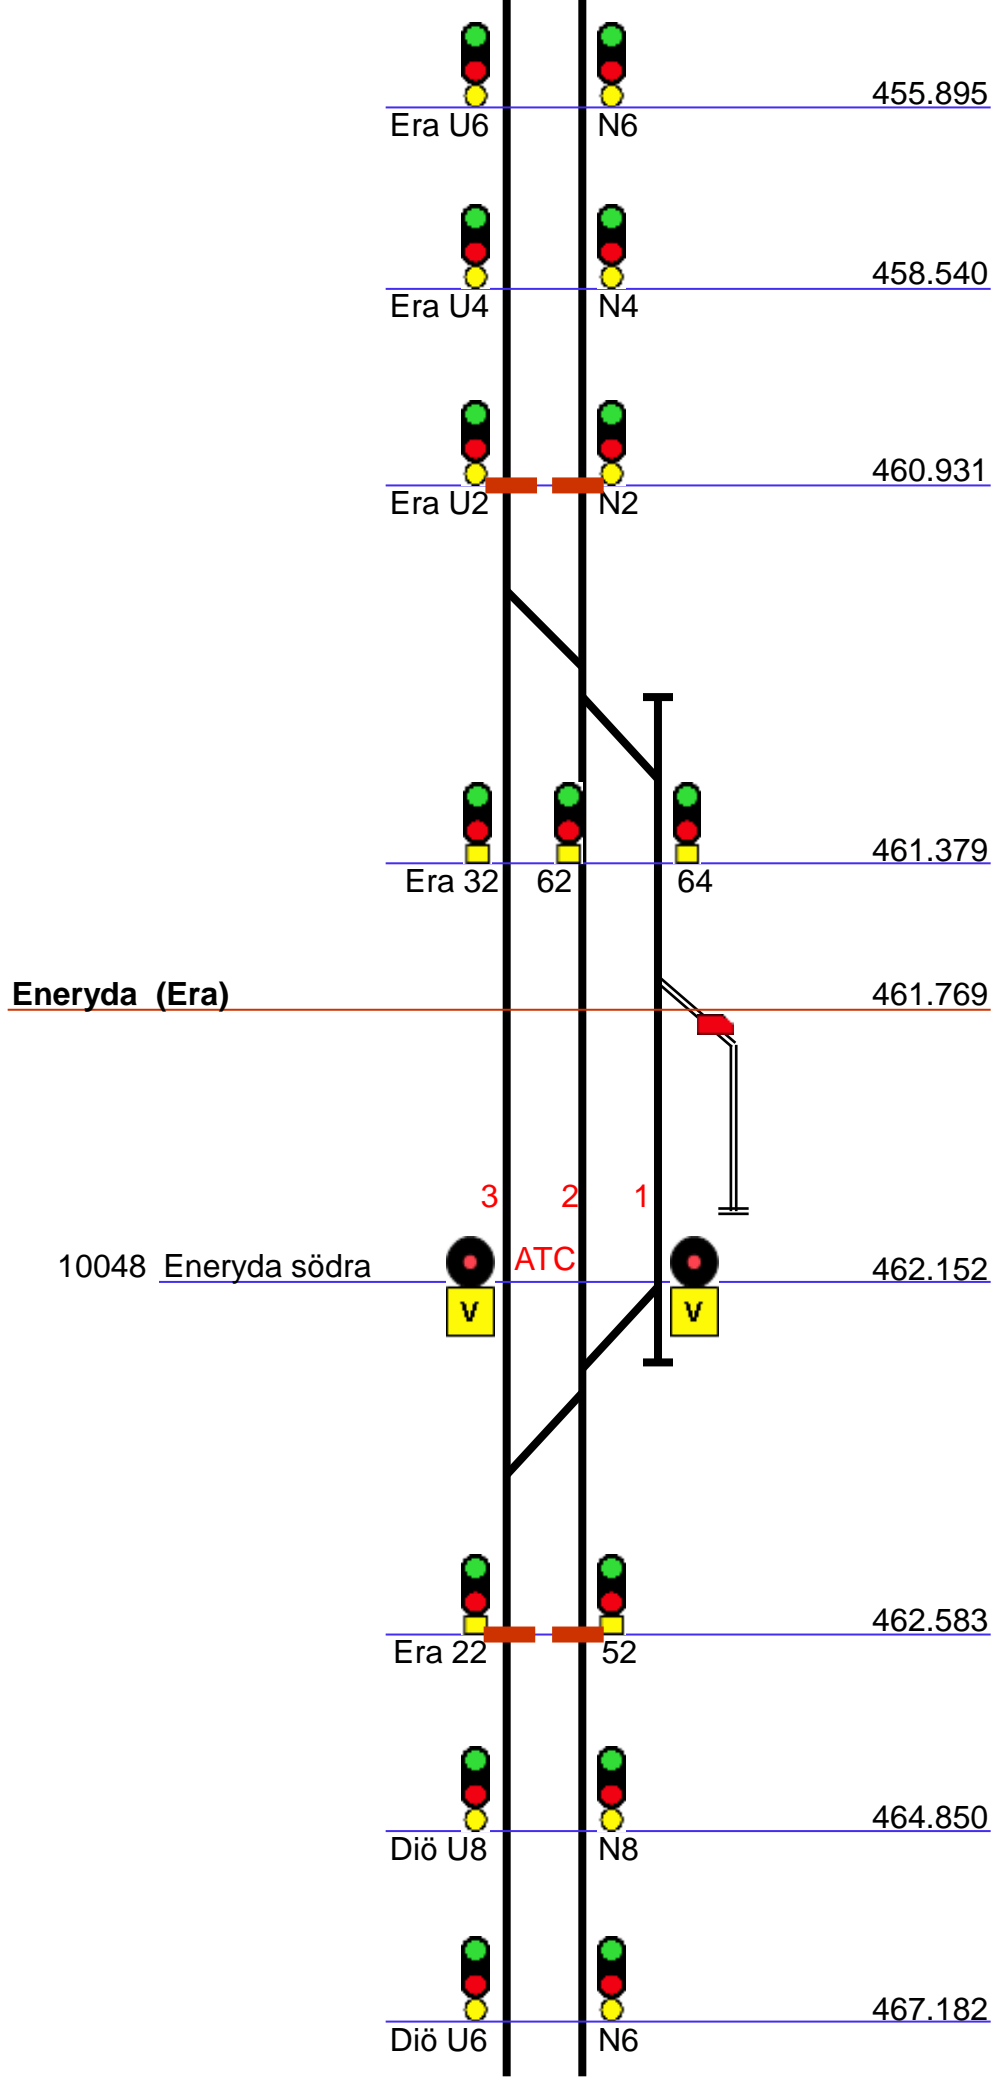 455.895
Era U6 N6
458.540
Era U4 N4
460.931
Era U2 N2
461.379
Era 32 62 64
Eneryda (Era) 461.769
3 2 1
10048 Eneryda södra ATC 462.152
V V
462.583
Era 22 52
464.850
Diö U8 N8
467.182
Diö U6 N6